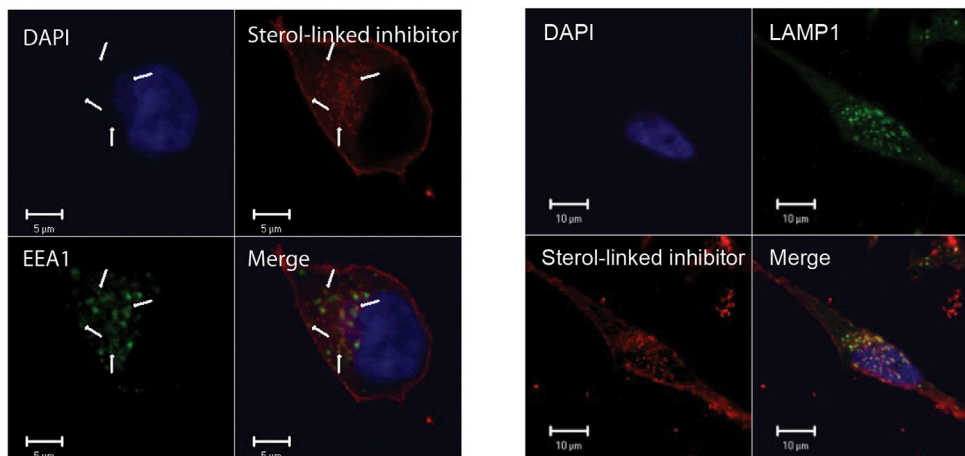 DAPI
Sterol-linked inhibitor
5 µm
5 µm
EEA1
Merge
5 µm
5 µm
DAPI
LAMP1
10 µm
10 µm
Sterol-linked inhibitor
Merge
10 µm
10 µm